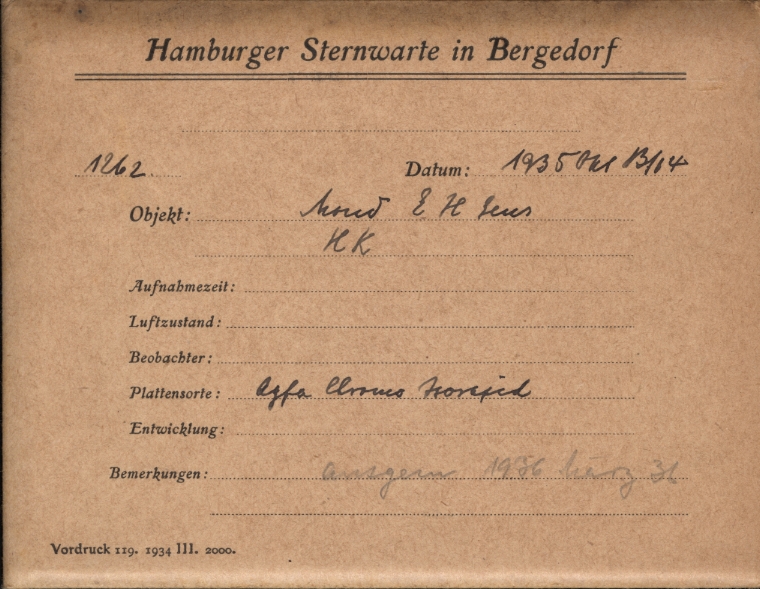 Hamburger Sternwarte in Bergedorf
1262. Datum: 1935 Okt 13/14
Objekt: Mond E H
HK
Aufnahmezeit:
Luftzustand:
Beobachter:
Plattensorte: Agfa Chromo Isorapid
Entwicklung:
Bemerkungen: ausgem 1936 März 31
Vordruck 119. 1934 III. 2000.